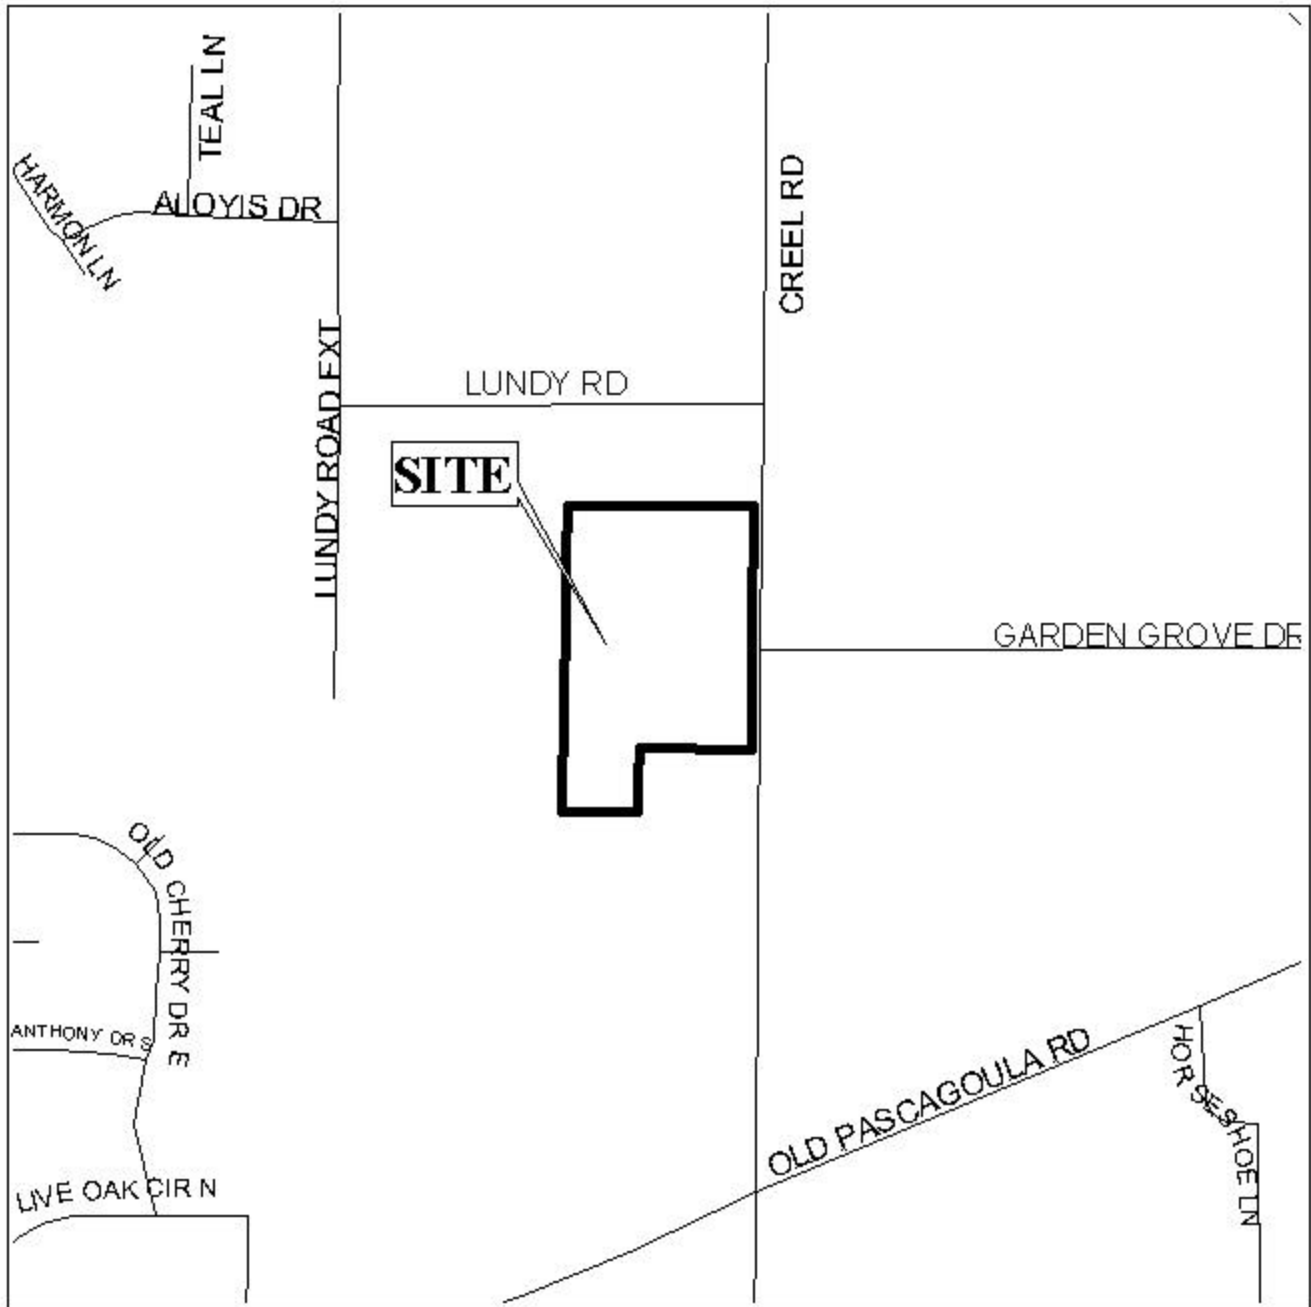 TEAL LN
HARMON LN
ALOYIS DR
CREEL RD
LUNDY ROAD EXT
LUNDY RD
SITE
GARDEN GROVE DR
OLD CHERRY DR E
ANTHONY DR S
OLD PASCAGOULA RD
HORSESHOE LN
LIVE OAK CIR N